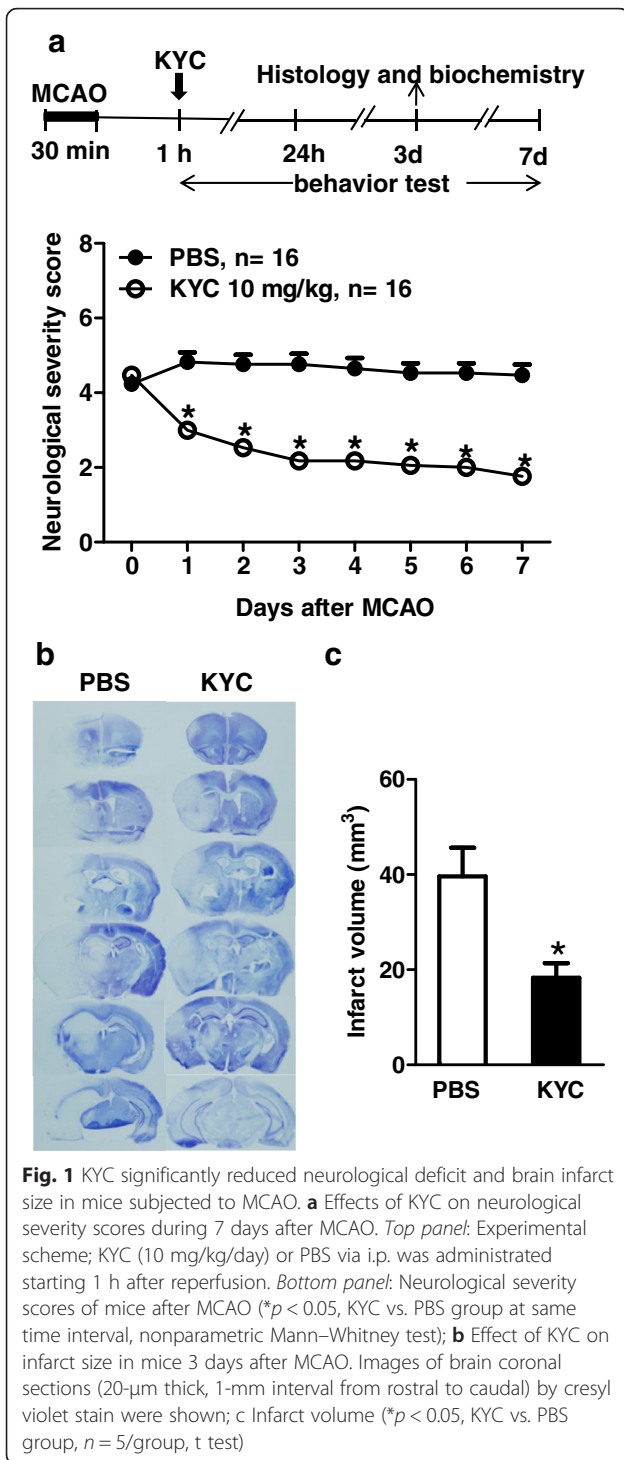 a
KYC
Histology and biochemistry
MCAO
30 min 1 h 24h 3d 7d
behavior test
8
6
4
2
0
Neurological severity score
PBS, n= 16
KYC 10 mg/kg, n= 16
* * * * * * *
0 1 2 3 4 5 6 7
Days after MCAO
b
PBS KYC
c
60
40
20
0
Infarct volume (mm³)
*
PBS KYC
Fig. 1 KYC significantly reduced neurological deficit and brain infarct
size in mice subjected to MCAO. a Effects of KYC on neurological
severity scores during 7 days after MCAO. Top panel: Experimental
scheme; KYC (10 mg/kg/day) or PBS via i.p. was administrated
starting 1 h after reperfusion. Bottom panel: Neurological severity
scores of mice after MCAO (*p < 0.05, KYC vs. PBS group at same
time interval, nonparametric Mann–Whitney test); b Effect of KYC on
infarct size in mice 3 days after MCAO. Images of brain coronal
sections (20-μm thick, 1-mm interval from rostral to caudal) by cresyl
violet stain were shown; c Infarct volume (*p < 0.05, KYC vs. PBS
group, n = 5/group, t test)